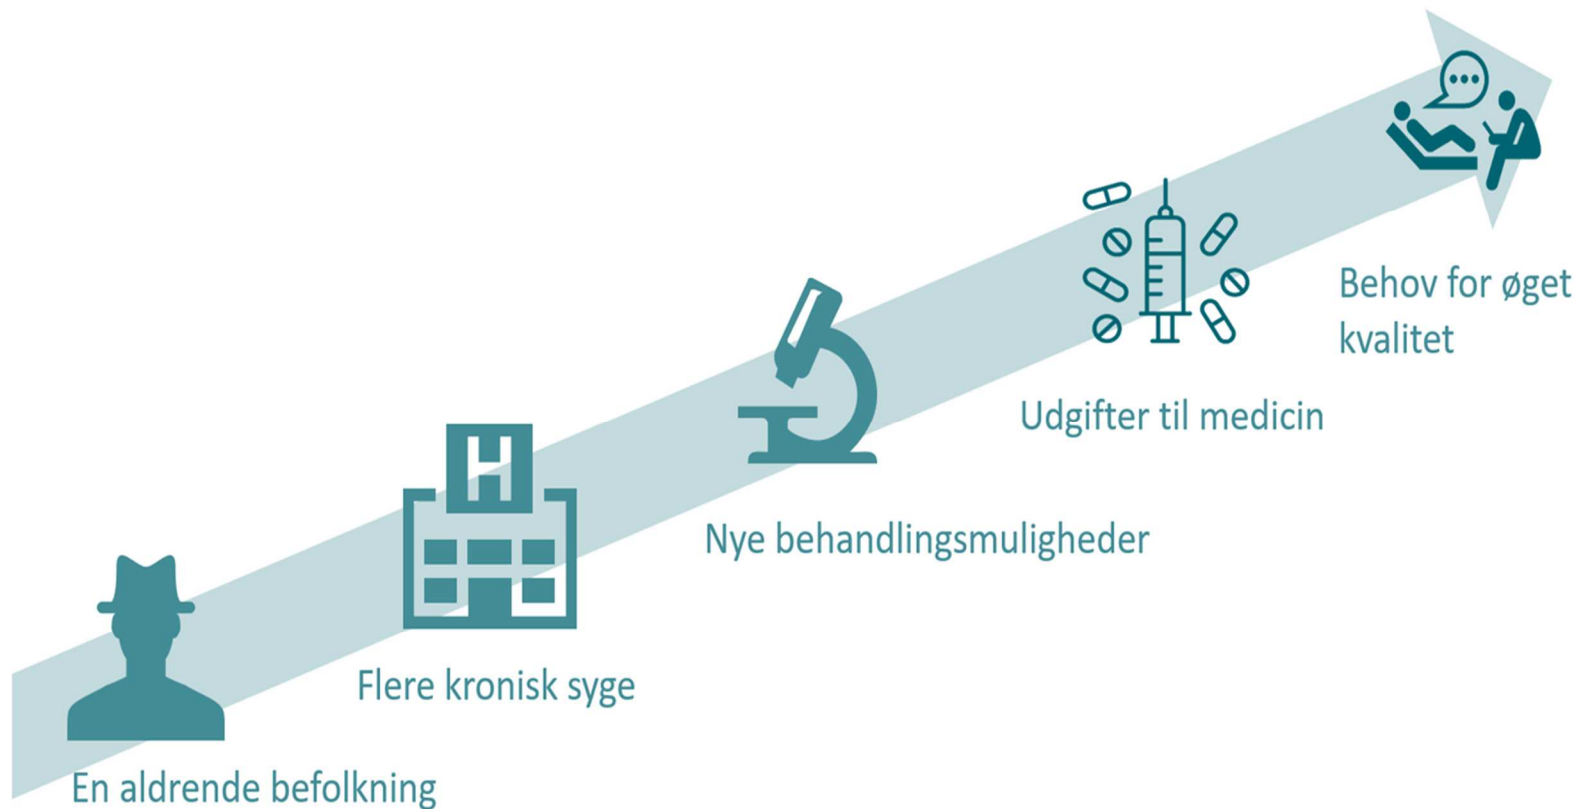 En aldrende befolkning
Flere kronisk syge
Nye behandlingsmuligheder
Udgifter til medicin
Behov for øget
kvalitet
H